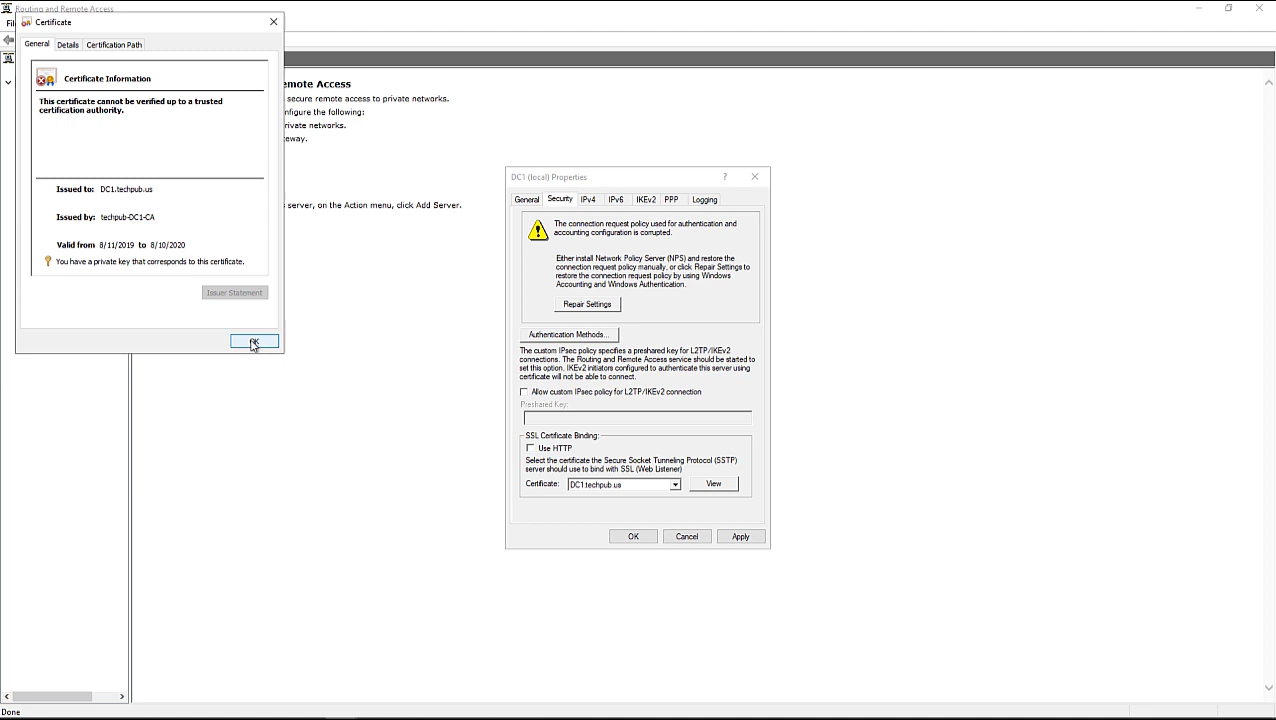 Routing and Remote Access
Certificate
General
Details
Certification Path
Certificate Information
This certificate cannot be verified up to a trusted
certification authority.
Issued to: DC1.techpub.us
Issued by: techpub-DC1-CA
Valid from 8/11/2019 to 8/10/2020
You have a private key that corresponds to this certificate.
Issuer Statement
OK
emote Access
secure remote access to private networks.
nfigure the following:
rivate networks.
eway.
s server, on the Action menu, click Add Server.
DC1 (local) Properties
General
Security
IPv4
IPv6
IKEv2
PPP
Logging
The connection request policy used for authentication and
accounting configuration is corrupted.
Either install Network Policy Server (NPS) and restore the
connection request policy manually, or click Repair Settings to
restore the connection request policy by using Windows
Accounting and Windows Authentication.
Repair Settings
Authentication Methods...
The custom IPsec policy specifies a preshared key for L2TP/IKEv2
connections. The Routing and Remote Access service should be started to
set this option. IKEv2 initiators configured to authenticate this server using
certificate will not be able to connect.
Allow custom IPsec policy for L2TP/IKEv2 connection
Preshared Key:
SSL Certificate Binding:
Use HTTP
Select the certificate the Secure Socket Tunneling Protocol (SSTP)
server should use to bind with SSL (Web Listener)
Certificate: DC1.techpub.us View
OK
Cancel
Apply
Done